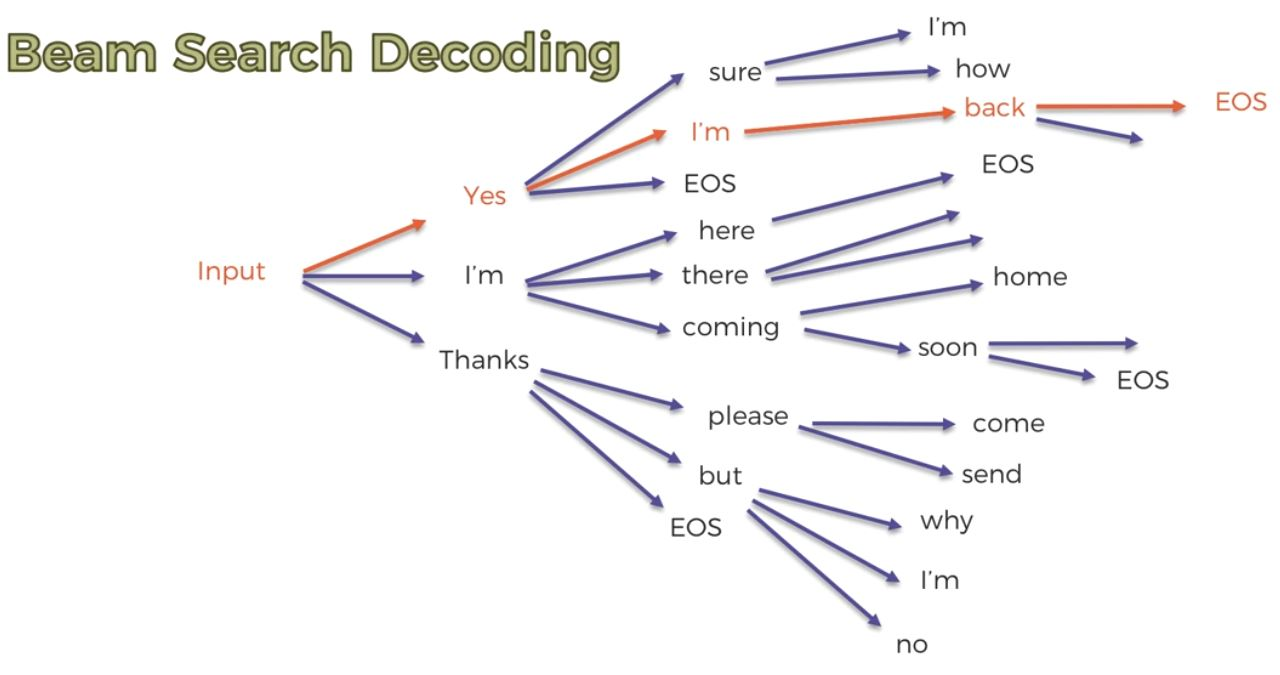 Beam Search Decoding
I'm
sure
how
back
EOS
I'm
EOS
EOS
Yes
here
Input
I'm
there
home
coming
soon
Thanks
EOS
please
come
but
send
EOS
why
I'm
no